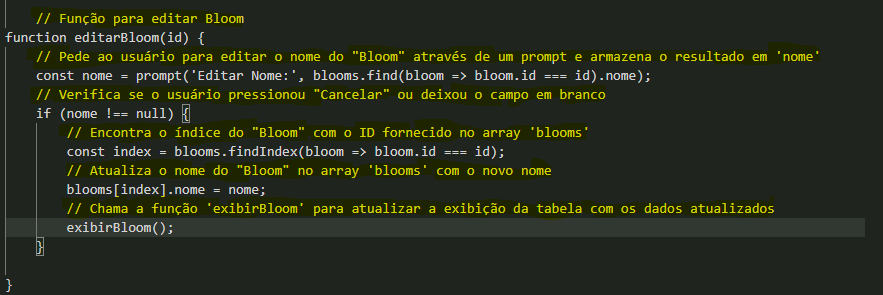 // Função para editar Bloom
function editarBloom(id) {
// Pede ao usuário para editar o nome do "Bloom" através de um prompt e armazena o resultado em 'nome'
const nome = prompt('Editar Nome:', blooms.find(bloom => bloom.id === id).nome);
// Verifica se o usuário pressionou "Cancelar" ou deixou o campo em branco
if (nome !== null) {
// Encontra o índice do "Bloom" com o ID fornecido no array 'blooms'
const index = blooms.findIndex(bloom => bloom.id === id);
// Atualiza o nome do "Bloom" no array 'blooms' com o novo nome
blooms[index].nome = nome;
// Chama a função 'exibirBloom' para atualizar a exibição da tabela com os dados atualizados
exibirBloom();
}
}